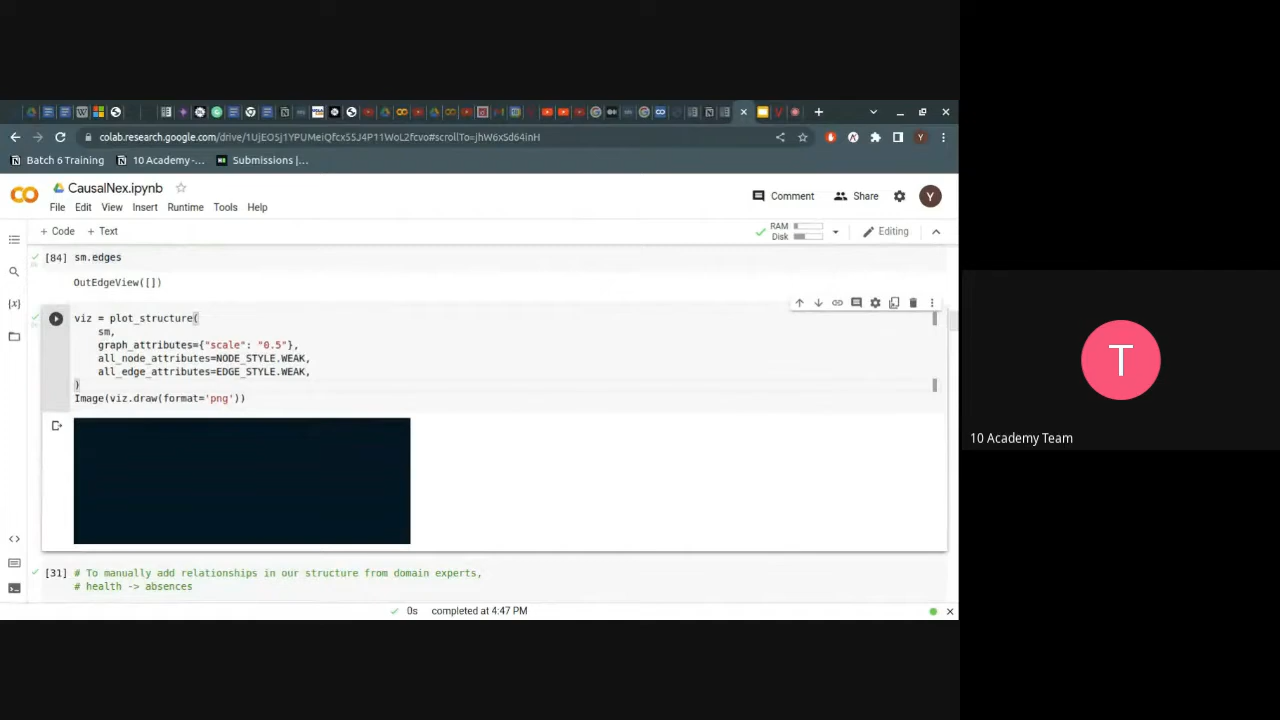 colab.research.google.com/drive/1UjEOSj1YPUMeiQfcxS5J4P11WoL2fcvo#scrollTo=jhW6xSd64inH
Y
Batch 6 Training
10 Academy -...
Submissions |...
CausalNex.ipynb
Comment
Share
Y
File Edit View Insert Runtime Tools Help
+ Code + Text
RAM
Disk
Editing
[84] sm.edges
OutEdgeView([])
viz = plot_structure(
sm,
graph_attributes={"scale": "0.5"},
all_node_attributes=NODE_STYLE.WEAK,
all_edge_attributes=EDGE_STYLE.WEAK,
)
Image(viz.draw(format='png'))
[31] # To manually add relationships in our structure from domain experts,
# health -> absences
0s completed at 4:47 PM
T
10 Academy Team